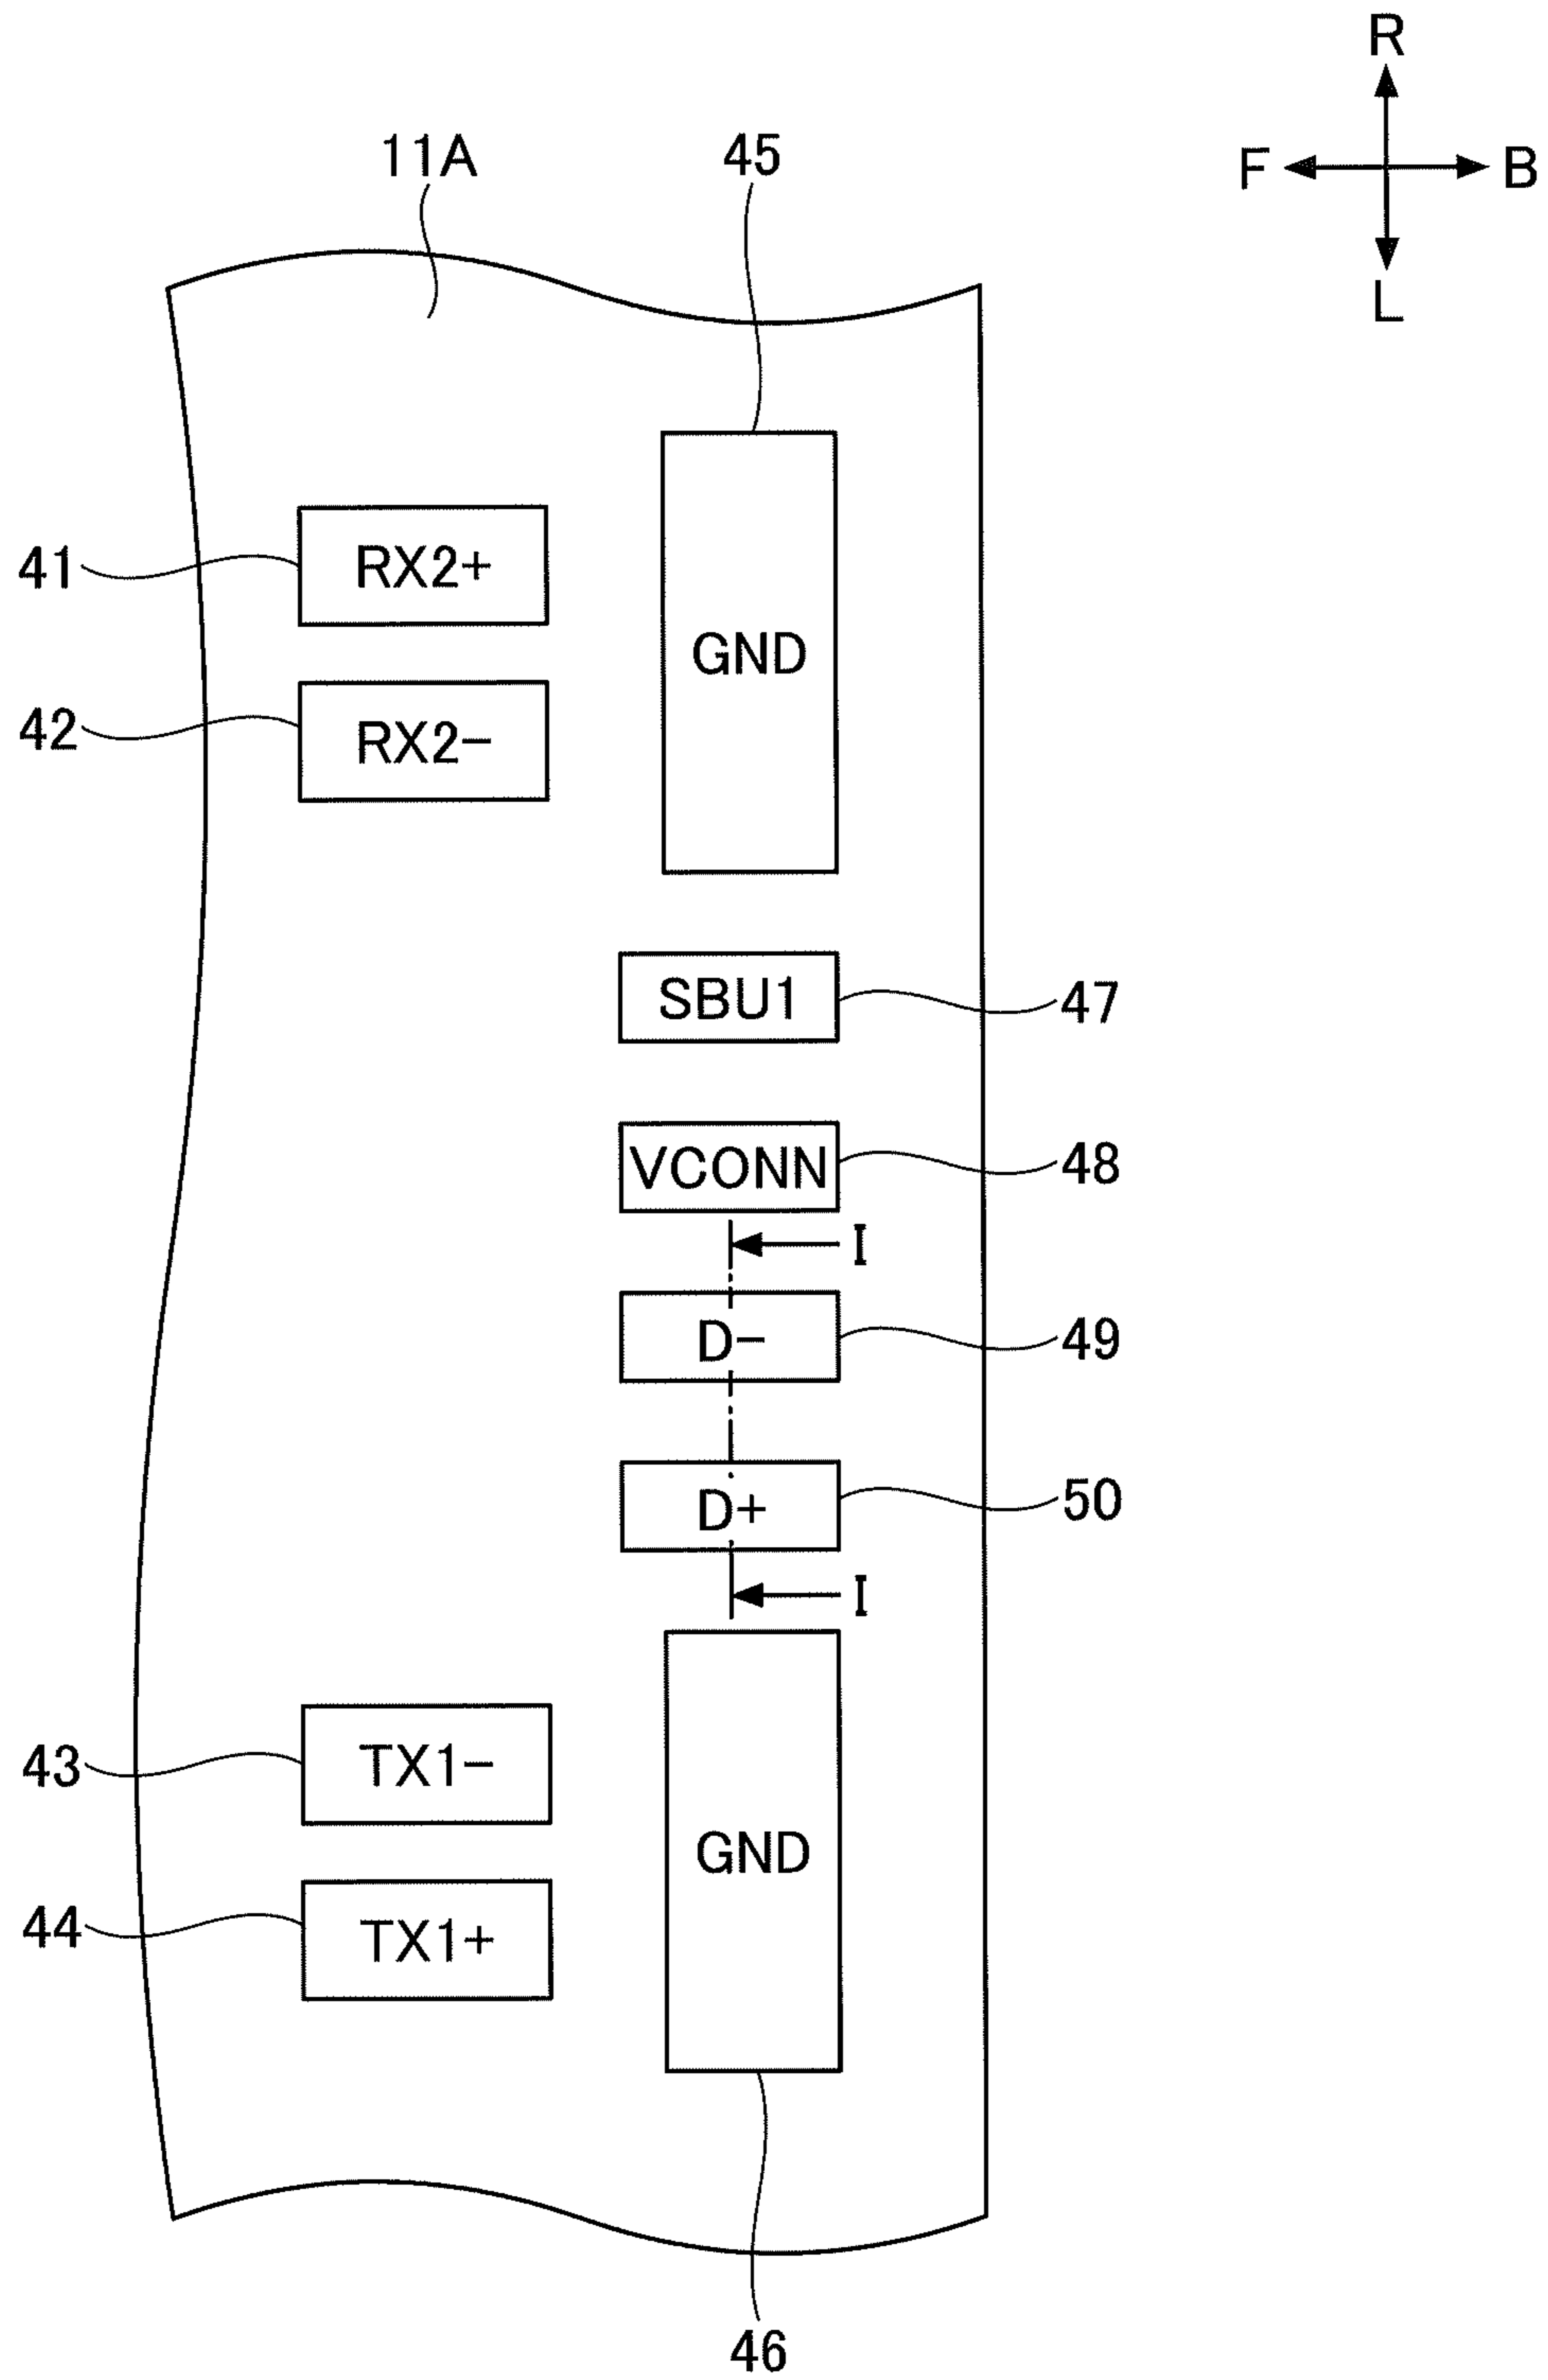 R
F B
L
11A 45
41 RX2+
GND
42 RX2-
SBU1 47
VCONN 48
I
D- 49
D+ 50
I
43 TX1-
GND
44 TX1+
46